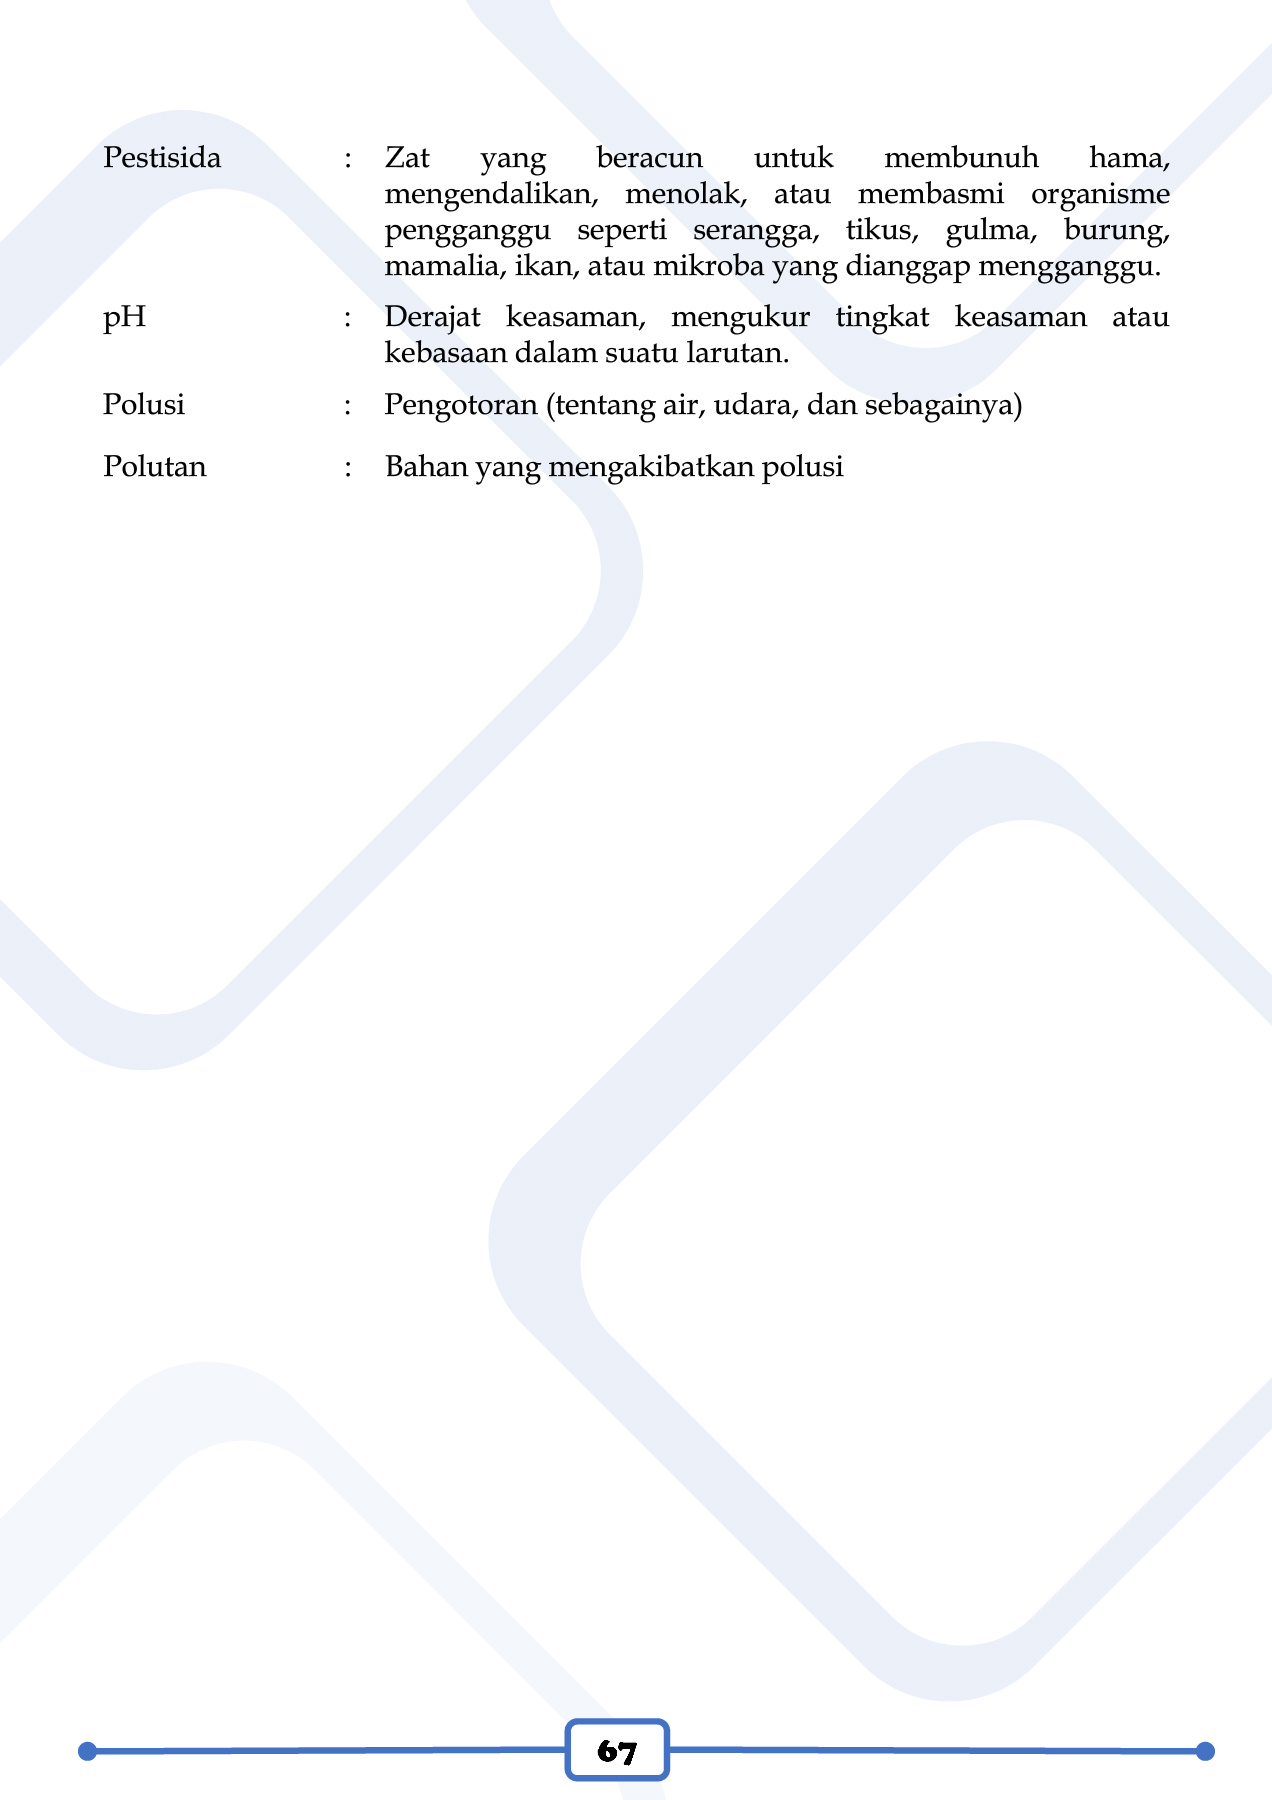 Pestisida : Zat yang beracun untuk membunuh hama,
mengendalikan, menolak, atau membasmi organisme
pengganggu seperti serangga, tikus, gulma, burung,
mamalia, ikan, atau mikroba yang dianggap mengganggu.
pH : Derajat keasaman, mengukur tingkat keasaman atau
kebasaan dalam suatu larutan.
Polusi : Pengotoran (tentang air, udara, dan sebagainya)
Polutan : Bahan yang mengakibatkan polusi
67